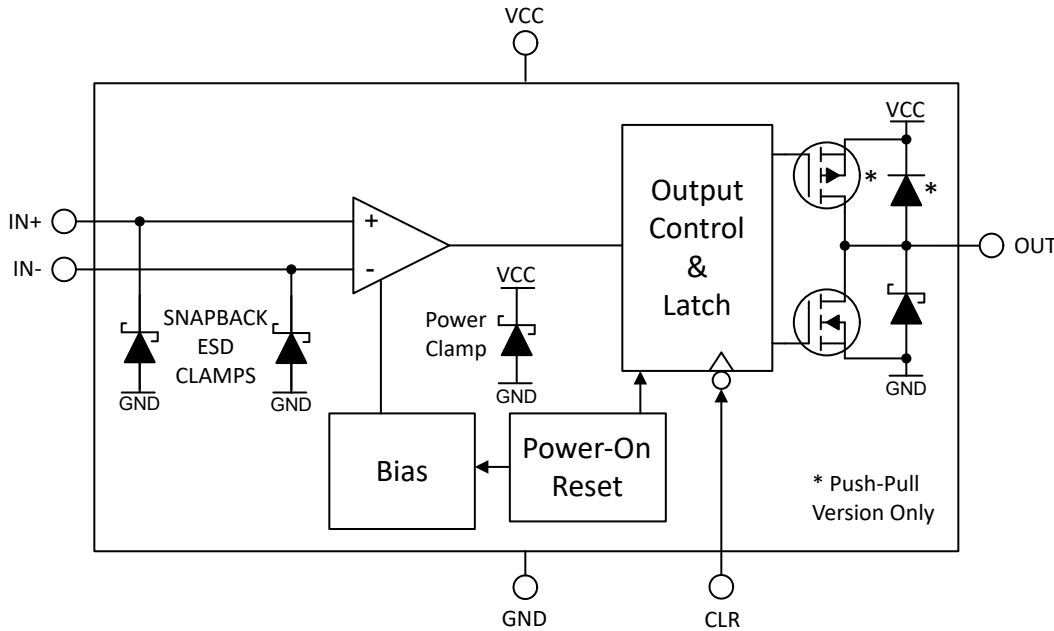 VCC
VCC
*
*
Output
Control
&
Latch
IN+
+
IN-
-
OUT
SNAPBACK
ESD
CLAMPS
VCC
Power
Clamp
GND
GND
GND
GND
Bias
Power-On
Reset
* Push-Pull
Version Only
GND
CLR